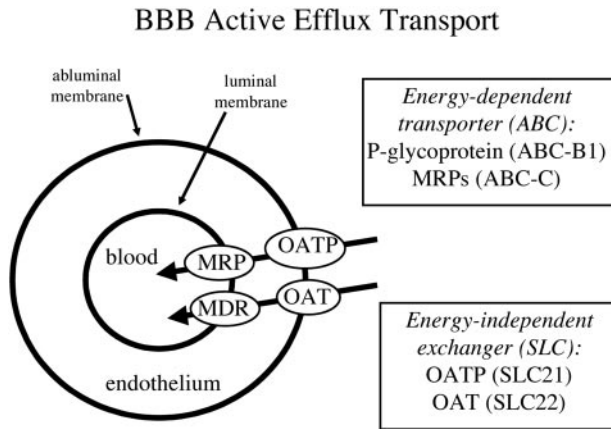 BBB Active Efflux Transport
abluminal
membrane
luminal
membrane
blood
MRP
OATP
MDR
OAT
endothelium
Energy-dependent
transporter (ABC):
P-glycoprotein (ABC-B1)
MRPs (ABC-C)
Energy-independent
exchanger (SLC):
OATP (SLC21)
OAT (SLC22)